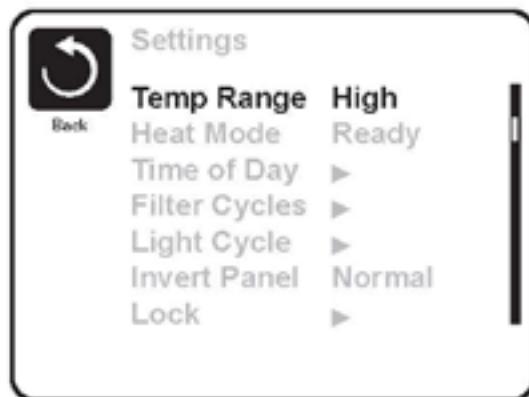 Settings
Back
Temp Range High
Heat Mode Ready
Time of Day ▶
Filter Cycles ▶
Light Cycle ▶
Invert Panel Normal
Lock ▶